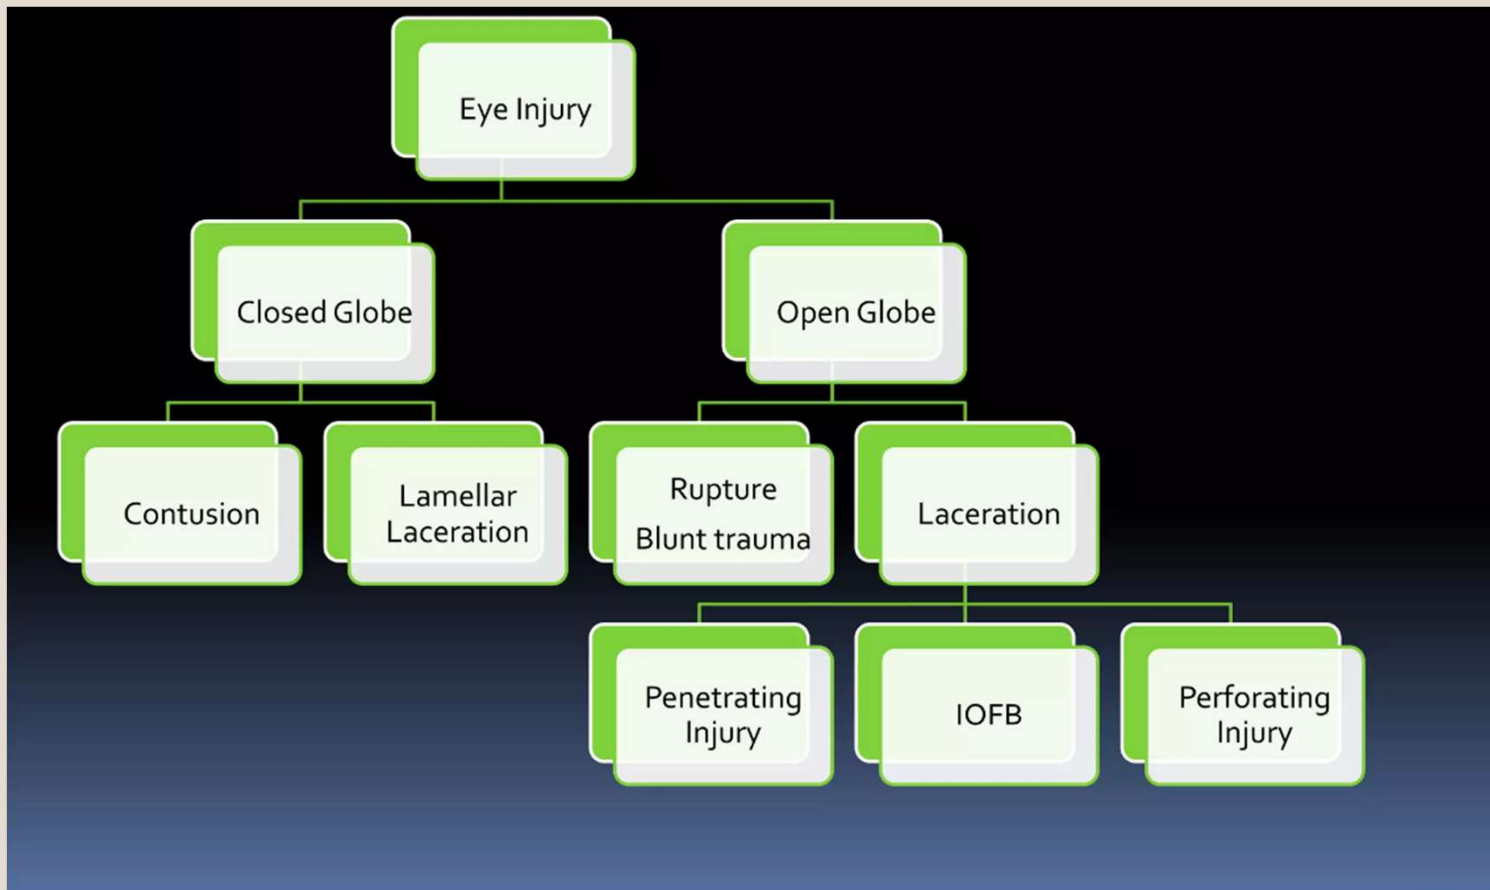 Eye Injury
Closed Globe
Open Globe
Contusion
Lamellar
Laceration
Rupture
Blunt trauma
Laceration
Penetrating
Injury
IOFB
Perforating
Injury